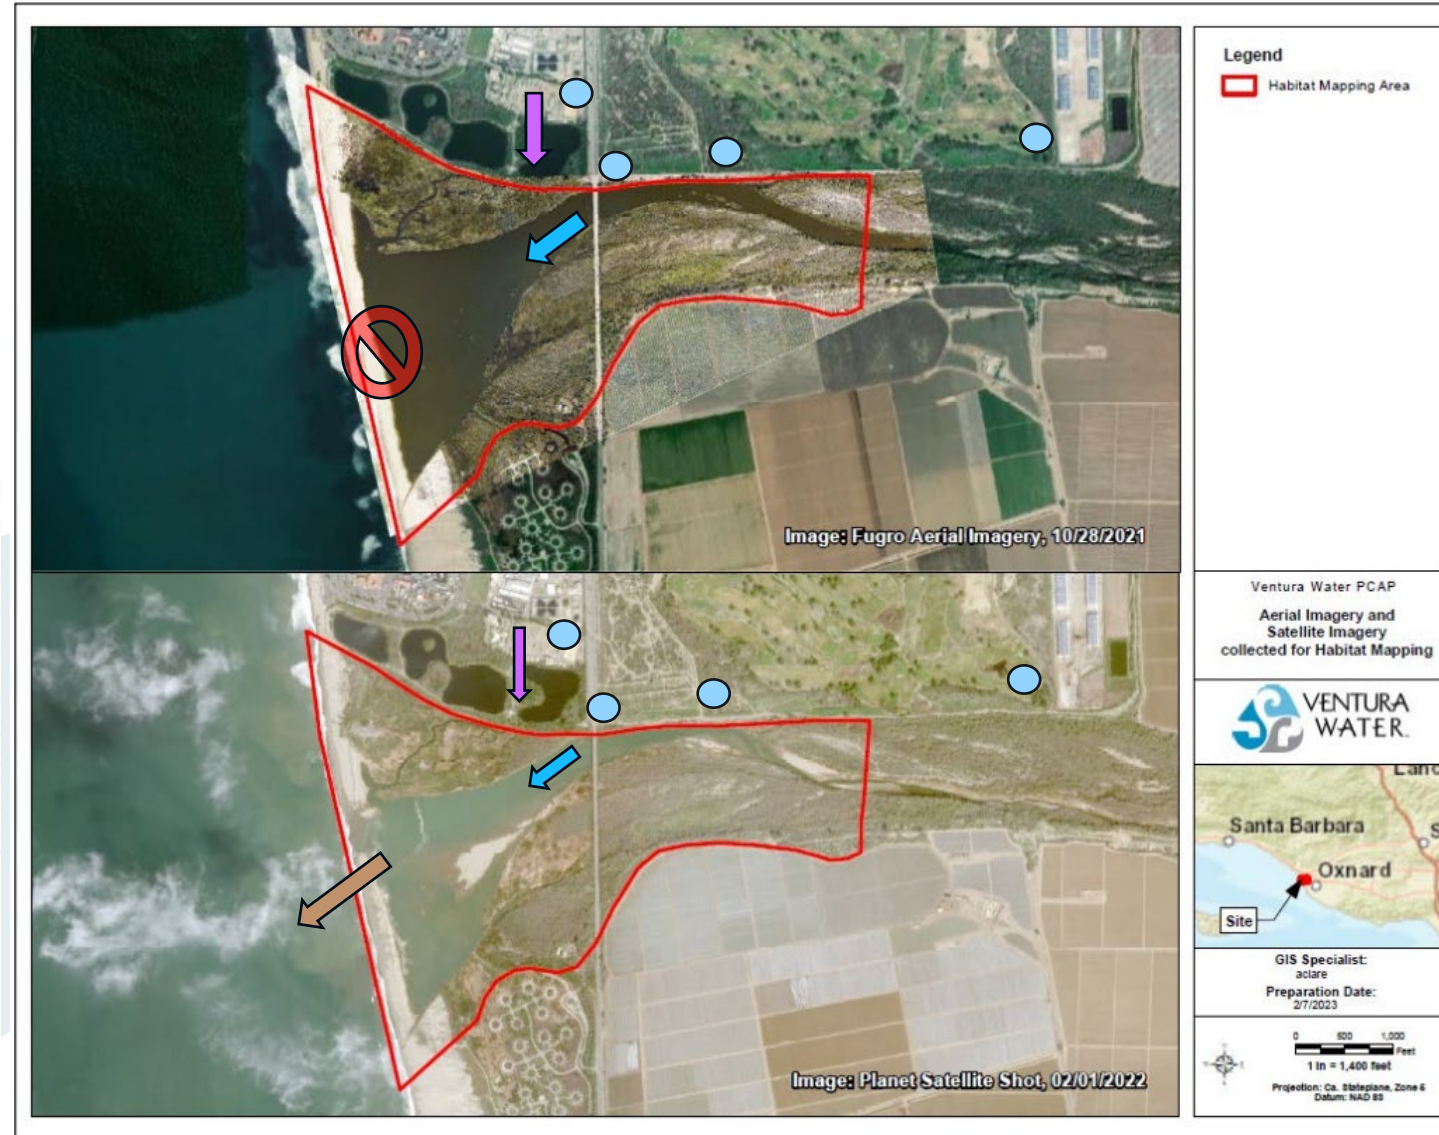 Legend
Habitat Mapping Area
Image: Fugro Aerial Imagery, 10/28/2021
Image: Planet Satellite Shot, 02/01/2022
Ventura Water PCAP
Aerial Imagery and
Satellite Imagery
collected for Habitat Mapping
VENTURA
WATER.
Santa Barbara
Oxnard
Site
GIS Specialist:
aclare
Preparation Date:
2/7/2023
0 500 1,000
Feet
1 in = 1,400 feet
Projection: Ca. Stateplane, Zone 5
Datum: NAD 83